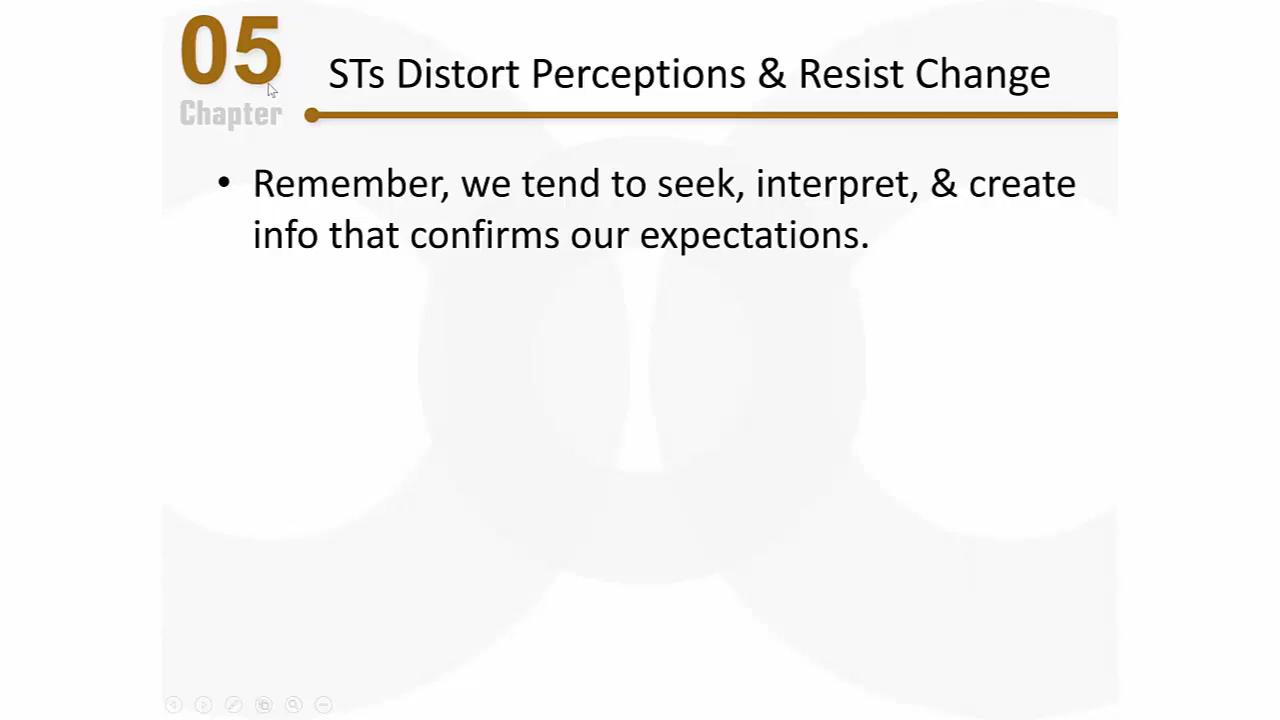 05
Chapter
STs Distort Perceptions & Resist Change
• Remember, we tend to seek, interpret, & create
info that confirms our expectations.